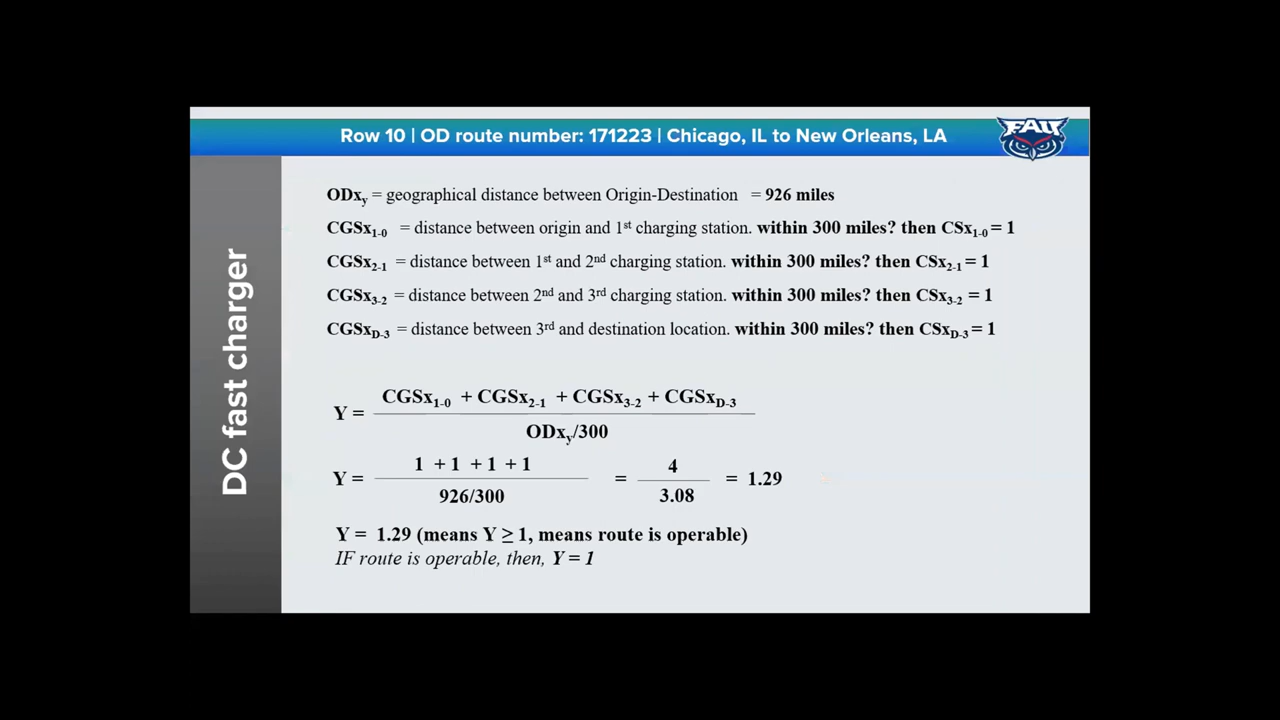 Row 10 | OD route number: 171223 | Chicago, IL to New Orleans, LA
FAU
DC fast charger
ODxy = geographical distance between Origin-Destination = 926 miles
CGSx1-0 = distance between origin and 1st charging station. within 300 miles? then CSx1-0 = 1
CGSx2-1 = distance between 1st and 2nd charging station. within 300 miles? then CSx2-1 = 1
CGSx3-2 = distance between 2nd and 3rd charging station. within 300 miles? then CSx3-2 = 1
CGSxD-3 = distance between 3rd and destination location. within 300 miles? then CSxD-3 = 1
CGSx1-0 + CGSx2-1 + CGSx3-2 + CGSxD-3
Y =
ODxy/300
1 + 1 + 1 + 1 4
Y = = = 1.29
926/300 3.08
Y = 1.29 (means Y ≥ 1, means route is operable)
IF route is operable, then, Y = 1